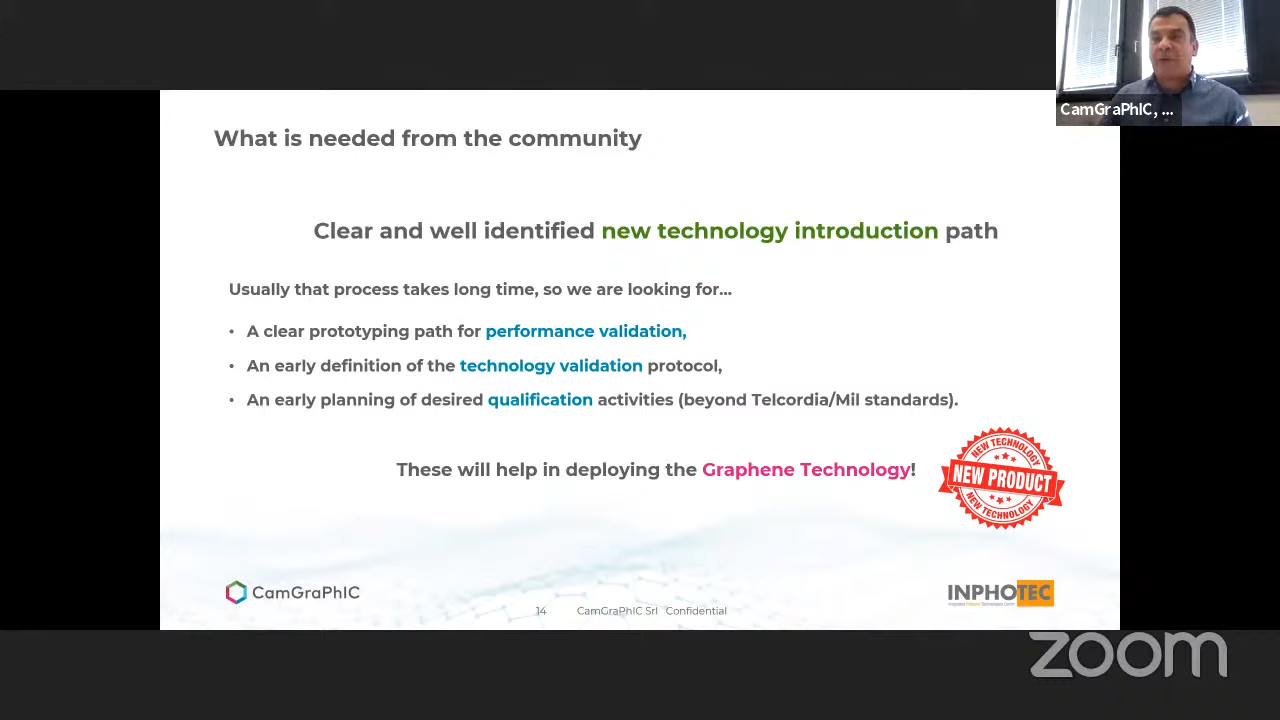 CamGraPhIC, ...
What is needed from the community
Clear and well identified new technology introduction path
Usually that process takes long time, so we are looking for...
• A clear prototyping path for performance validation,
• An early definition of the technology validation protocol,
• An early planning of desired qualification activities (beyond Telcordia/Mil standards).
These will help in deploying the Graphene Technology!
NEW TECHNOLOGY
NEW PRODUCT
NEW TECHNOLOGY
CamGraPhIC
INPHOTEC
14 CamGraPhIC Srl Confidential
zoom